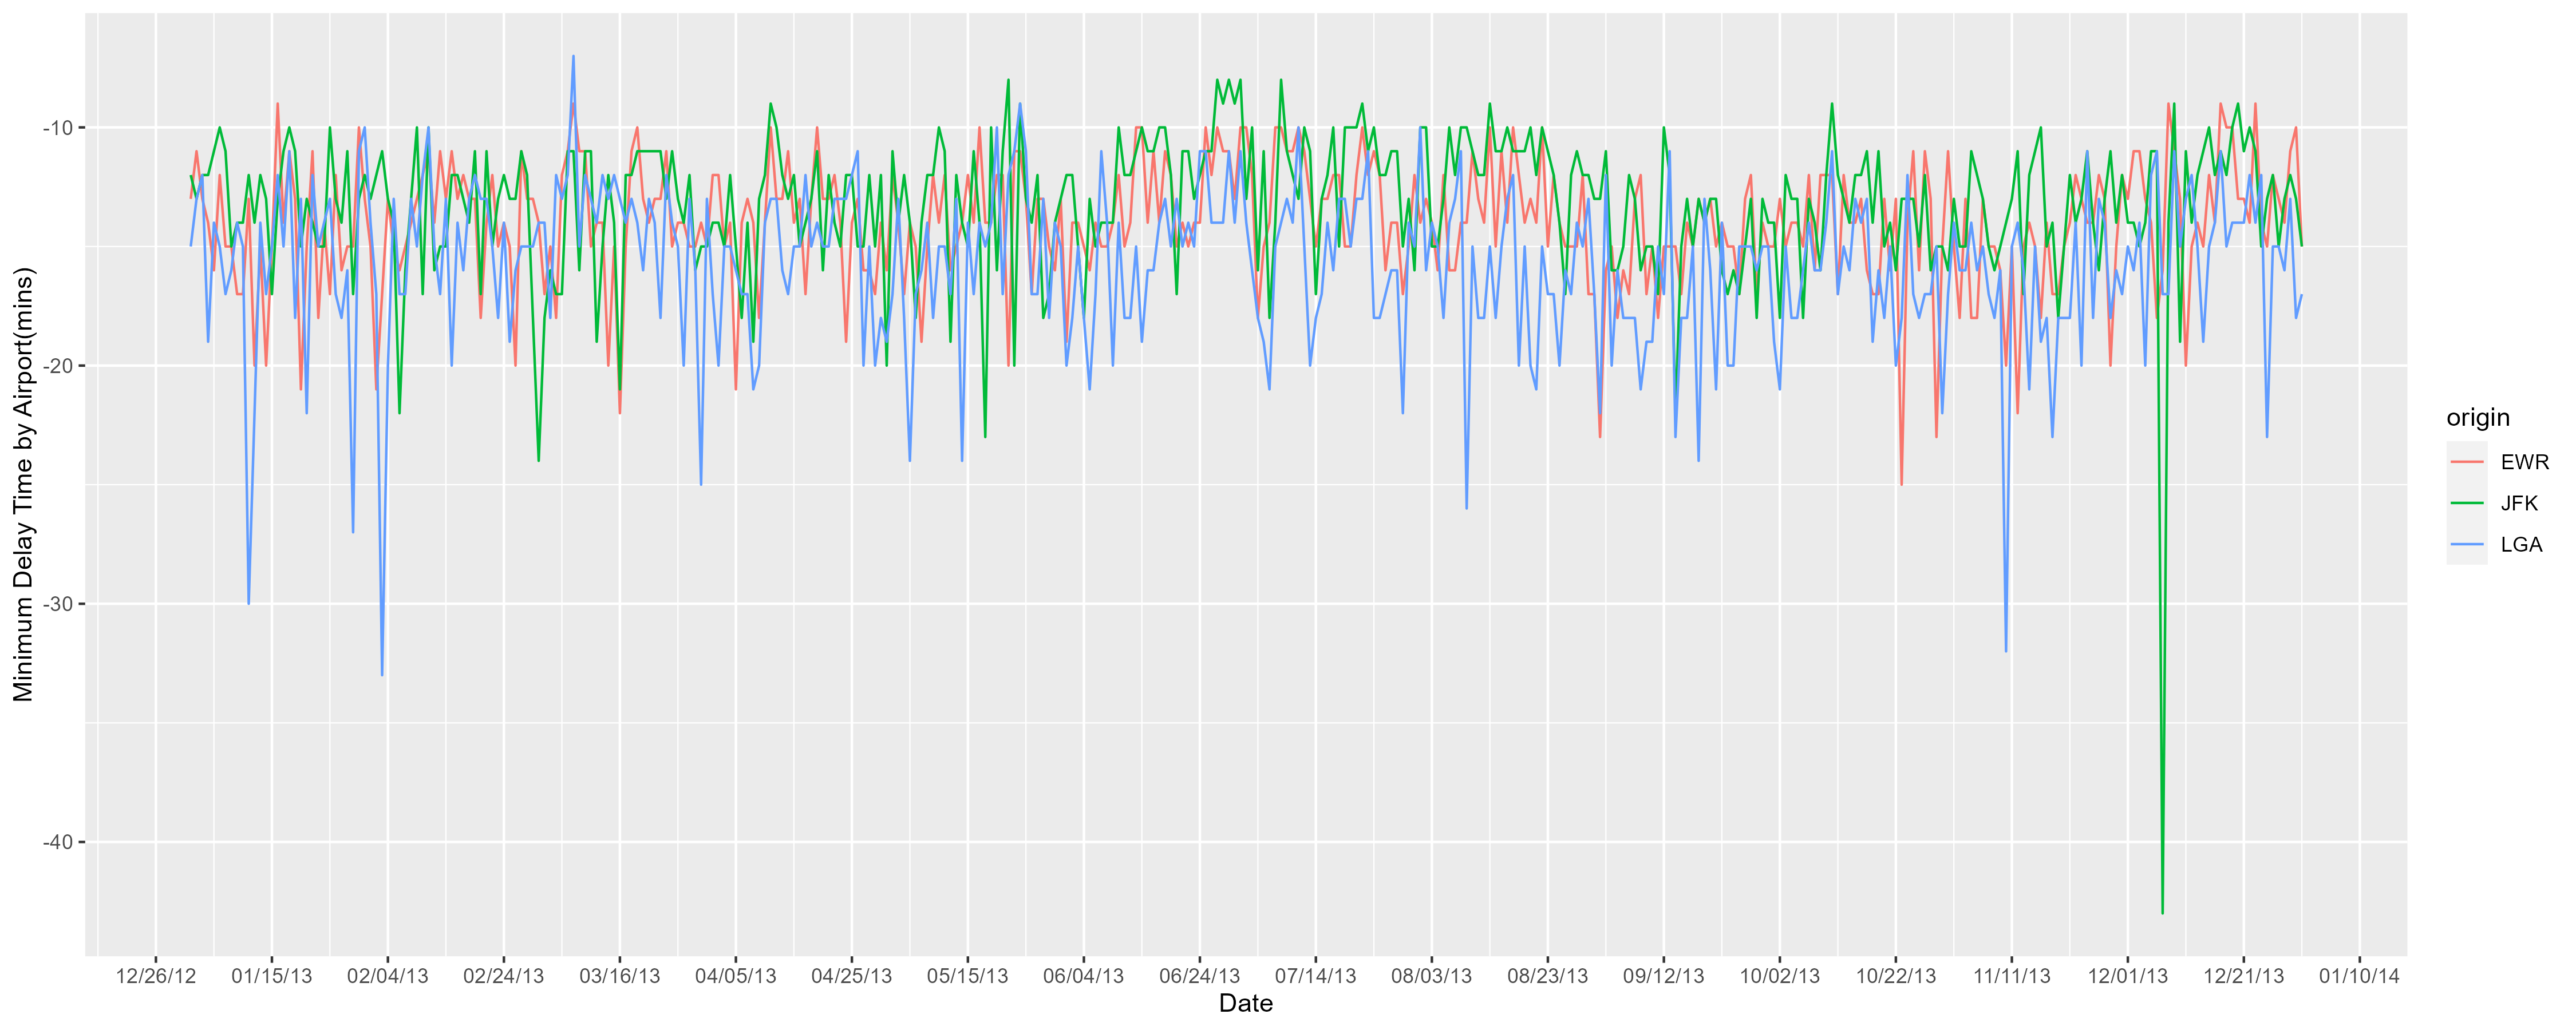 Minimum Delay Time by Airport(mins)
-10
-20
-30
-40
12/26/12 01/15/13 02/04/13 02/24/13 03/16/13 04/05/13 04/25/13 05/15/13 06/04/13 06/24/13 07/14/13 08/03/13 08/23/13 09/12/13 10/02/13 10/22/13 11/11/13 12/01/13 12/21/13 01/10/14
Date
origin
EWR
JFK
LGA